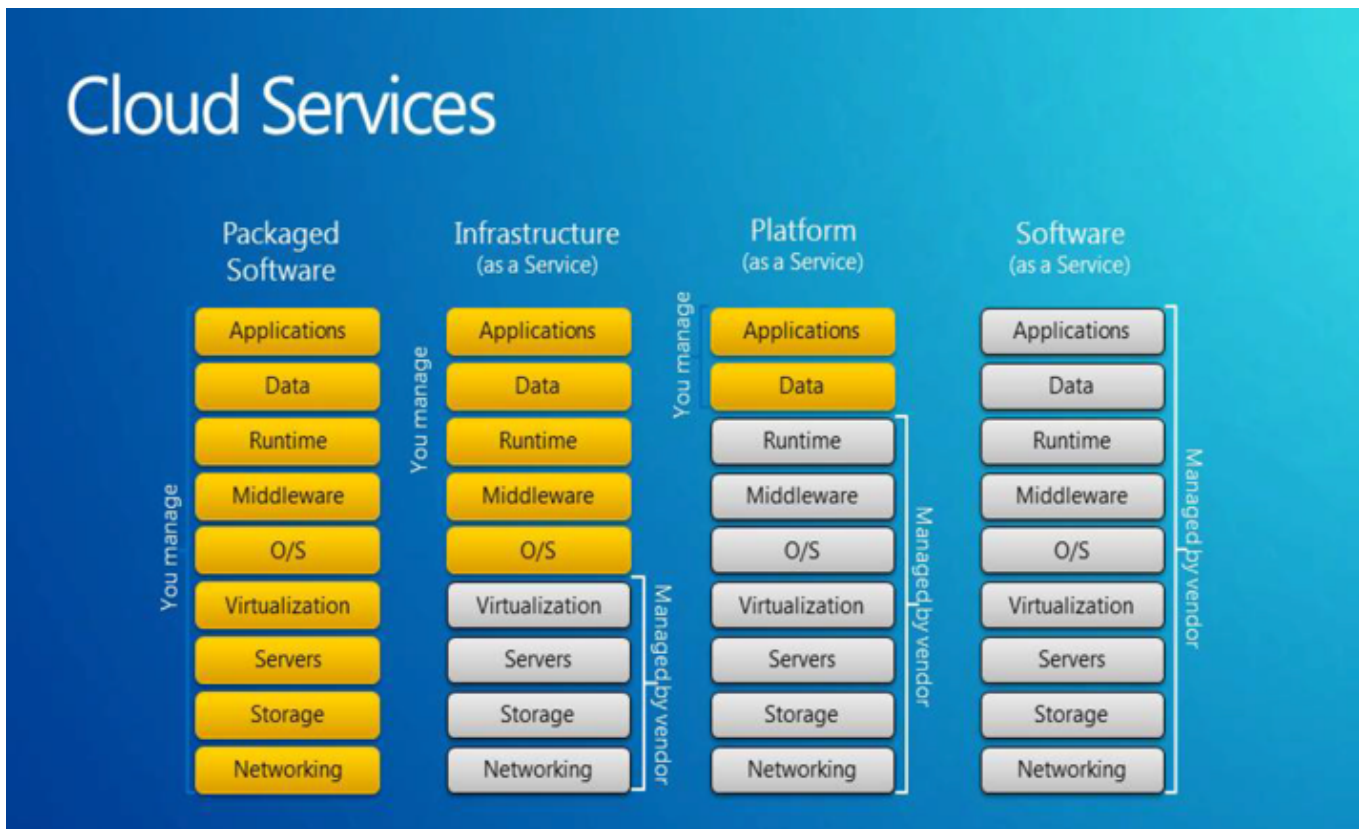 Cloud Services
Packaged
Software
You manage
Applications
Data
Runtime
Middleware
O/S
Virtualization
Servers
Storage
Networking
Infrastructure
(as a Service)
You manage
Applications
Data
Runtime
Middleware
O/S
Virtualization
Servers
Storage
Networking
Managed by vendor
Platform
(as a Service)
You manage
Applications
Data
Runtime
Middleware
O/S
Virtualization
Servers
Storage
Networking
Managed by vendor
Software
(as a Service)
Applications
Data
Runtime
Middleware
O/S
Virtualization
Servers
Storage
Networking
Managed by vendor